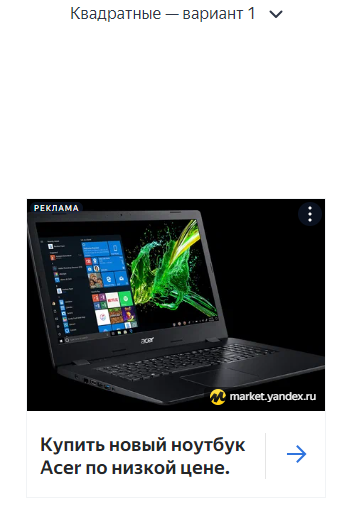 Квадратные — вариант 1
РЕКЛАМА
acer
market.yandex.ru
Купить новый ноутбук
Acer по низкой цене.